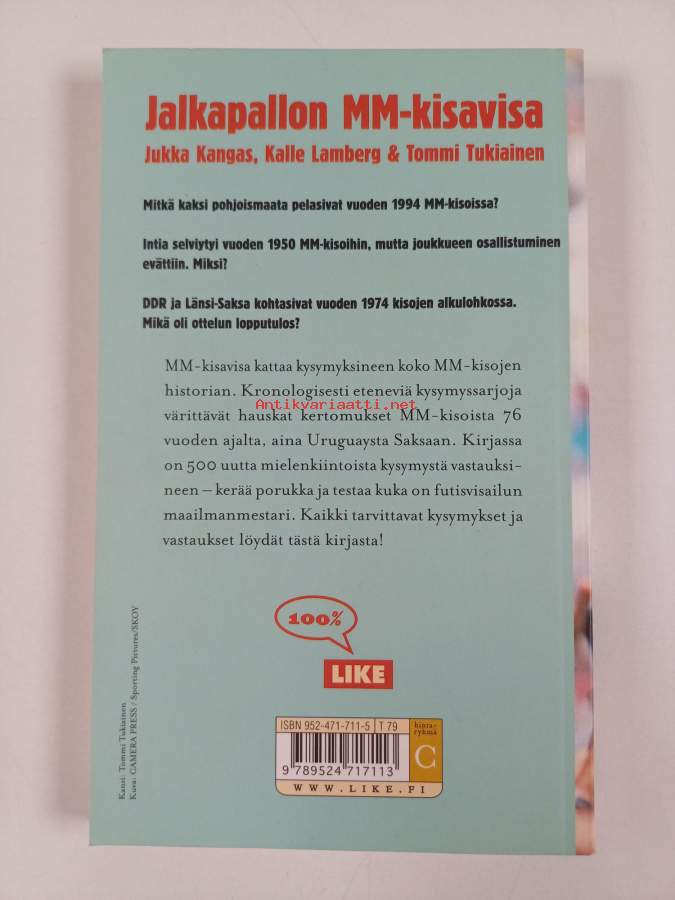 Jalkapallon MM-kisavisa
Jukka Kangas, Kalle Lamberg & Tommi Tukiainen
Mitkä kaksi pohjoismaata pelasivat vuoden 1994 MM-kisoissa?
Intia selviytyi vuoden 1950 MM-kisoihin, mutta joukkueen osallistuminen
evättiin. Miksi?
DDR ja Länsi-Saksa kohtasivat vuoden 1974 kisojen alkulohkossa.
Mikä oli ottelun lopputulos?
MM-kisavisa kattaa kysymyksineen koko MM-kisojen
historian. Kronologisesti eteneviä kysymyssarjoja
Antikvariaatti.net
värittävät hauskat kertomukset MM-kisoista 76
vuoden ajalta, aina Uruguaysta Saksaan. Kirjassa
on 500 uutta mielenkiintoista kysymystä vastauksi-
neen – kerää porukka ja testaa kuka on futisvisailun
maailmanmestari. Kaikki tarvittavat kysymykset ja
vastaukset löydät tästä kirjasta!
100%
LIKE
Kansi: Tommi Tukiainen
Kuva: CAMERA PRESS / Sporting Pictures/SKOY
ISBN 952-471-711-5 T 79
hinta-
ryhmä
C
9 789524 717113
WWW.LIKE.FI